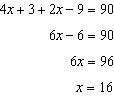 4x + 3 + 2x − 9 = 90
6x − 6 = 90
6x = 96
x = 16